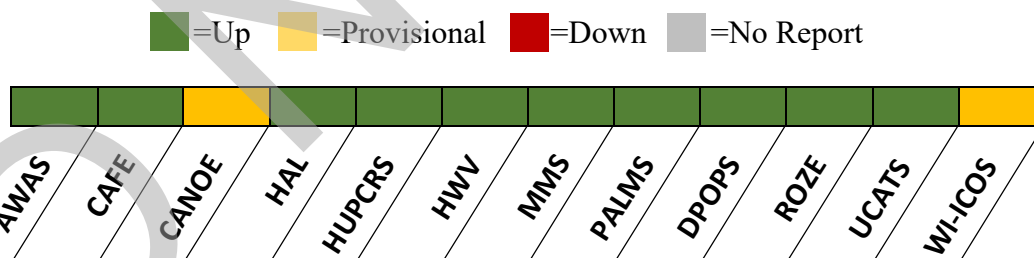 =Up =Provisional =Down =No Report
AWAS CAFE CANOE HAL HUPCRS HWV MMS PALMS DPOPS ROZE UCATS WI-ICOS